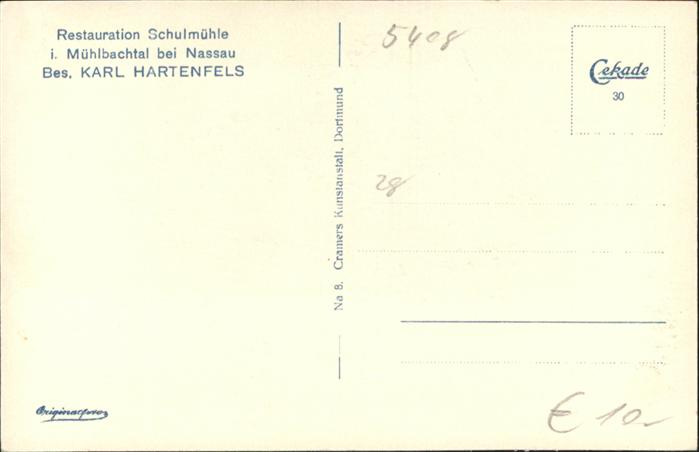 Restauration Schulmühle
i. Mühlbachtal bei Nassau
Bes. KARL HARTENFELS
5408
Cekade
30
Na 8. Cramers Kunstanstalt, Dortmund
28
€ 10,-